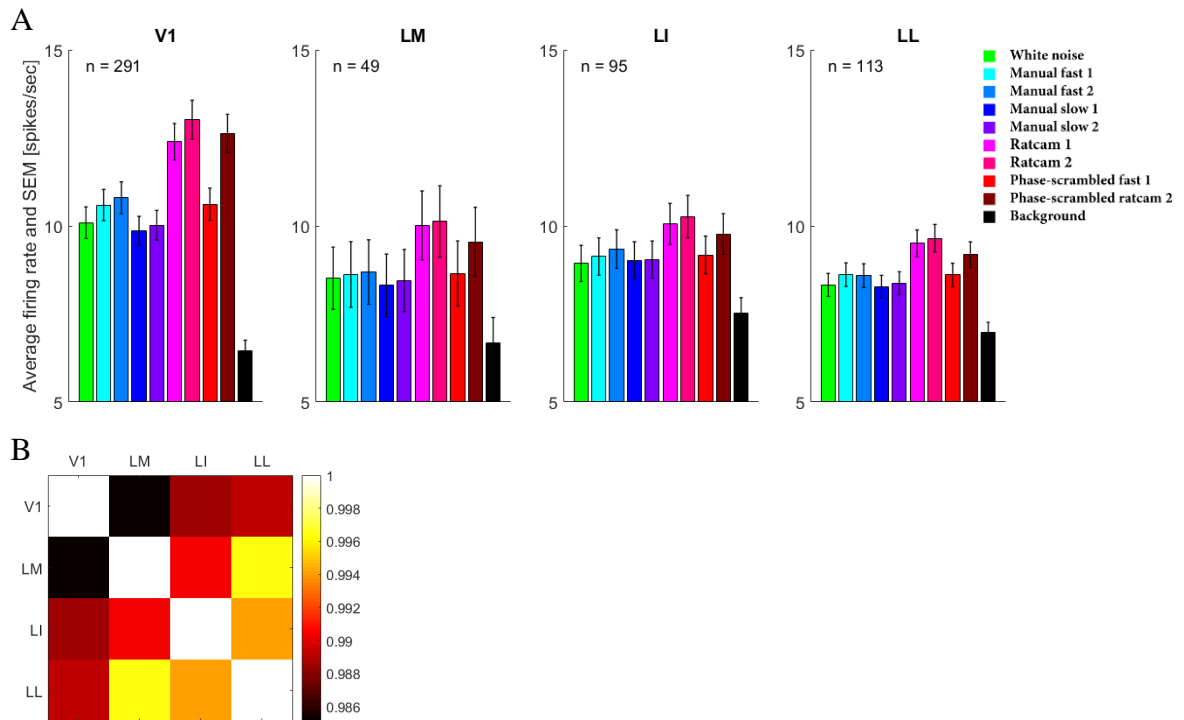 A
V1
LM
LI
LL
Average firing rate and SEM [spikes/sec]
15
10
5
n = 291
15
10
5
n = 49
15
10
5
n = 95
15
10
5
n = 113
White noise
Manual fast 1
Manual fast 2
Manual slow 1
Manual slow 2
Ratcam 1
Ratcam 2
Phase-scrambled fast 1
Phase-scrambled ratcam 2
Background
B
V1 LM LI LL
V1
LM
LI
LL
1
0.998
0.996
0.994
0.992
0.99
0.988
0.986